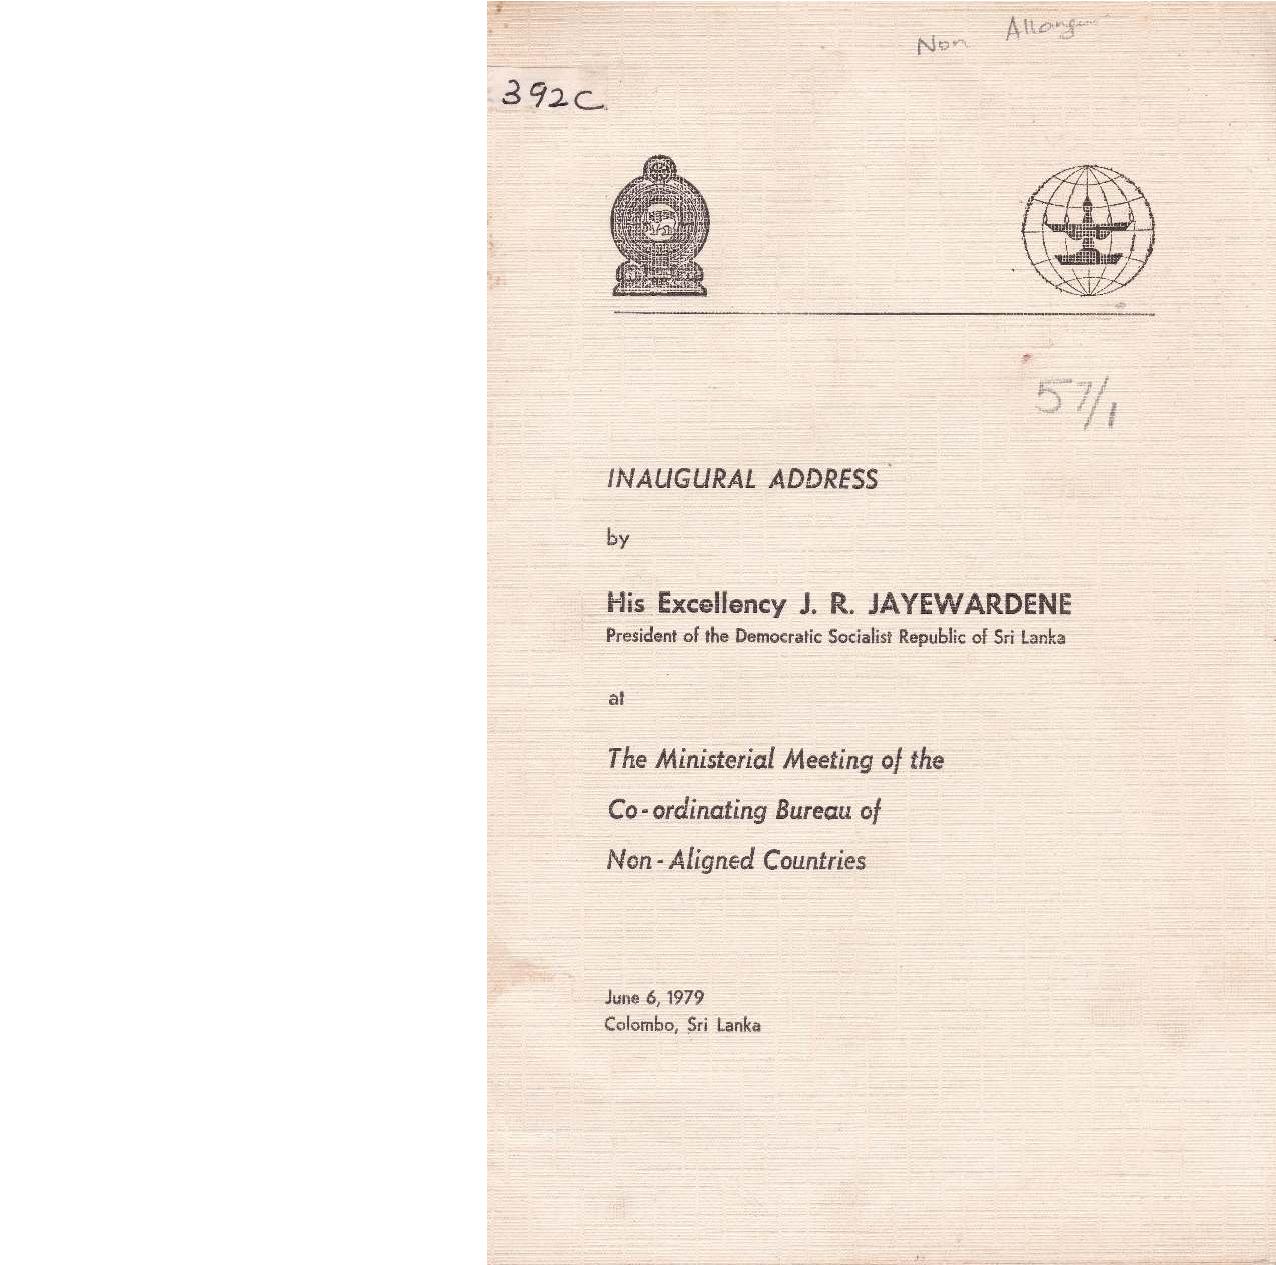 Non
392C
57/1
INAUGURAL ADDRESS
by
His Excellency J. R. JAYEWARDENE
President of the Democratic Socialist Republic of Sri Lanka
at
The Ministerial Meeting of the
Co-ordinating Bureau of
Non-Aligned Countries
June 6, 1979
Colombo, Sri Lanka